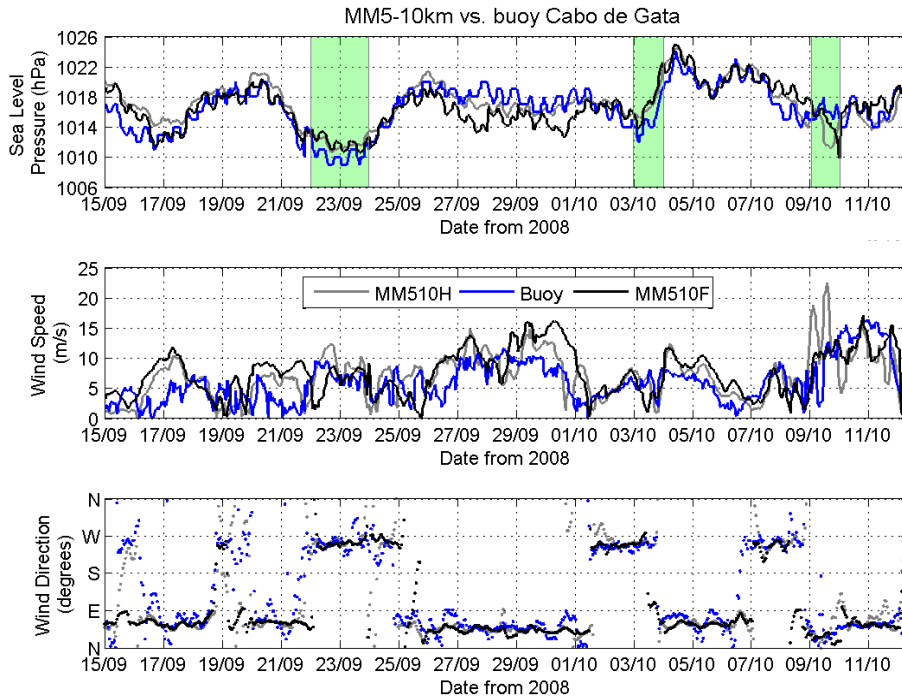 MM5-10km vs. buoy Cabo de Gata
Sea Level
Pressure (hPa)
1026
1022
1018
1014
1010
1006
15/09 17/09 19/09 21/09 23/09 25/09 27/09 29/09 01/10 03/10 05/10 07/10 09/10 11/10
Date from 2008
Wind Speed
(m/s)
25
20
15
10
5
0
MM510H Buoy MM510F
15/09 17/09 19/09 21/09 23/09 25/09 27/09 29/09 01/10 03/10 05/10 07/10 09/10 11/10
Date from 2008
Wind Direction
(degrees)
N
W
S
E
N
15/09 17/09 19/09 21/09 23/09 25/09 27/09 29/09 01/10 03/10 05/10 07/10 09/10 11/10
Date from 2008